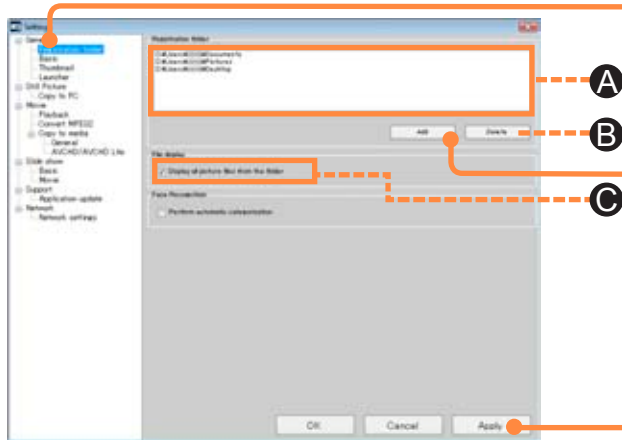 Settings
General
Registration folder
Basic
Thumbnail
Launcher
Still Picture
Copy to PC
Movie
Playback
Convert MPEG2
Copy to media
General
AVCHD/AVCHD Lite
Slide show
Basic
Movie
Support
Application update
Network
Network settings
Registration folder
A
Add
Delete
B
File display
Display all picture files from the folder
C
Face Recognition
Perform automatic categorization
OK
Cancel
Apply